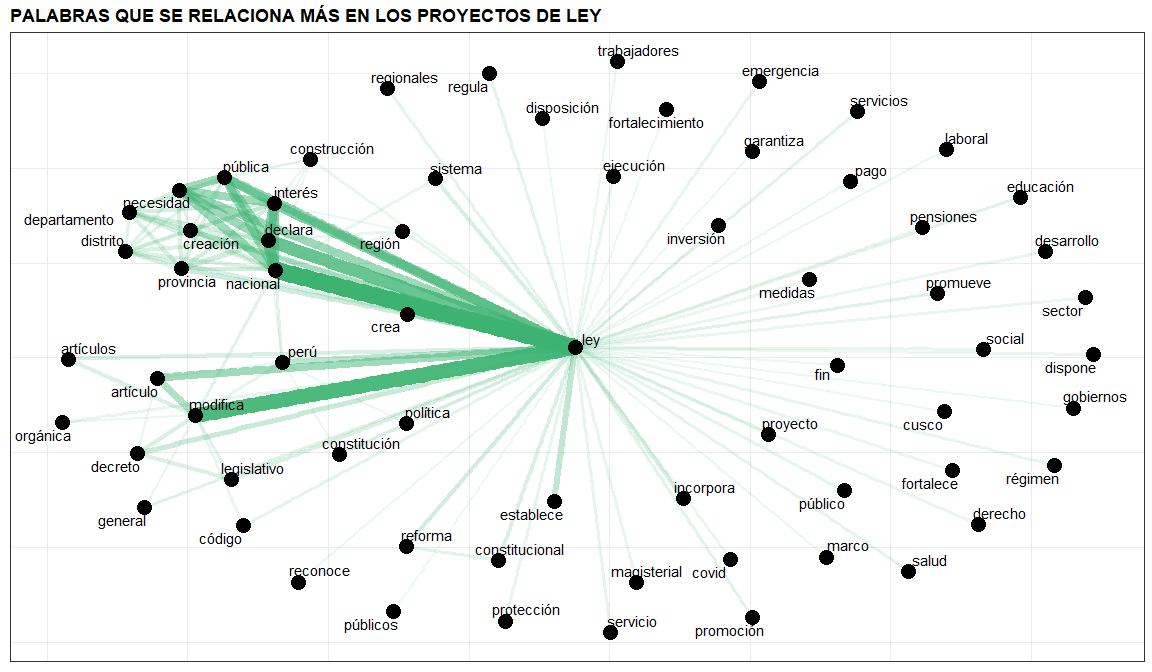 PALABRAS QUE SE RELACIONA MÁS EN LOS PROYECTOS DE LEY
trabajadores
regionales
emergencia
regula
servicios
disposición
fortalecimiento
garantiza
laboral
construcción
pública
sistema
ejecución
pago
interés
educación
necesidad
departamento
pensiones
declara
distrito
creación
región
inversión
desarrollo
provincia
nacional
medidas
promueve
sector
crea
ley
social
artículos
perú
dispone
fin
artículo
gobiernos
modifica
política
proyecto
cusco
orgánica
constitución
decreto
legislativo
régimen
fortalece
incorpora
público
general
establece
derecho
código
reforma
constitucional
marco
salud
reconoce
magisterial
covid
protección
públicos
servicio
promoción